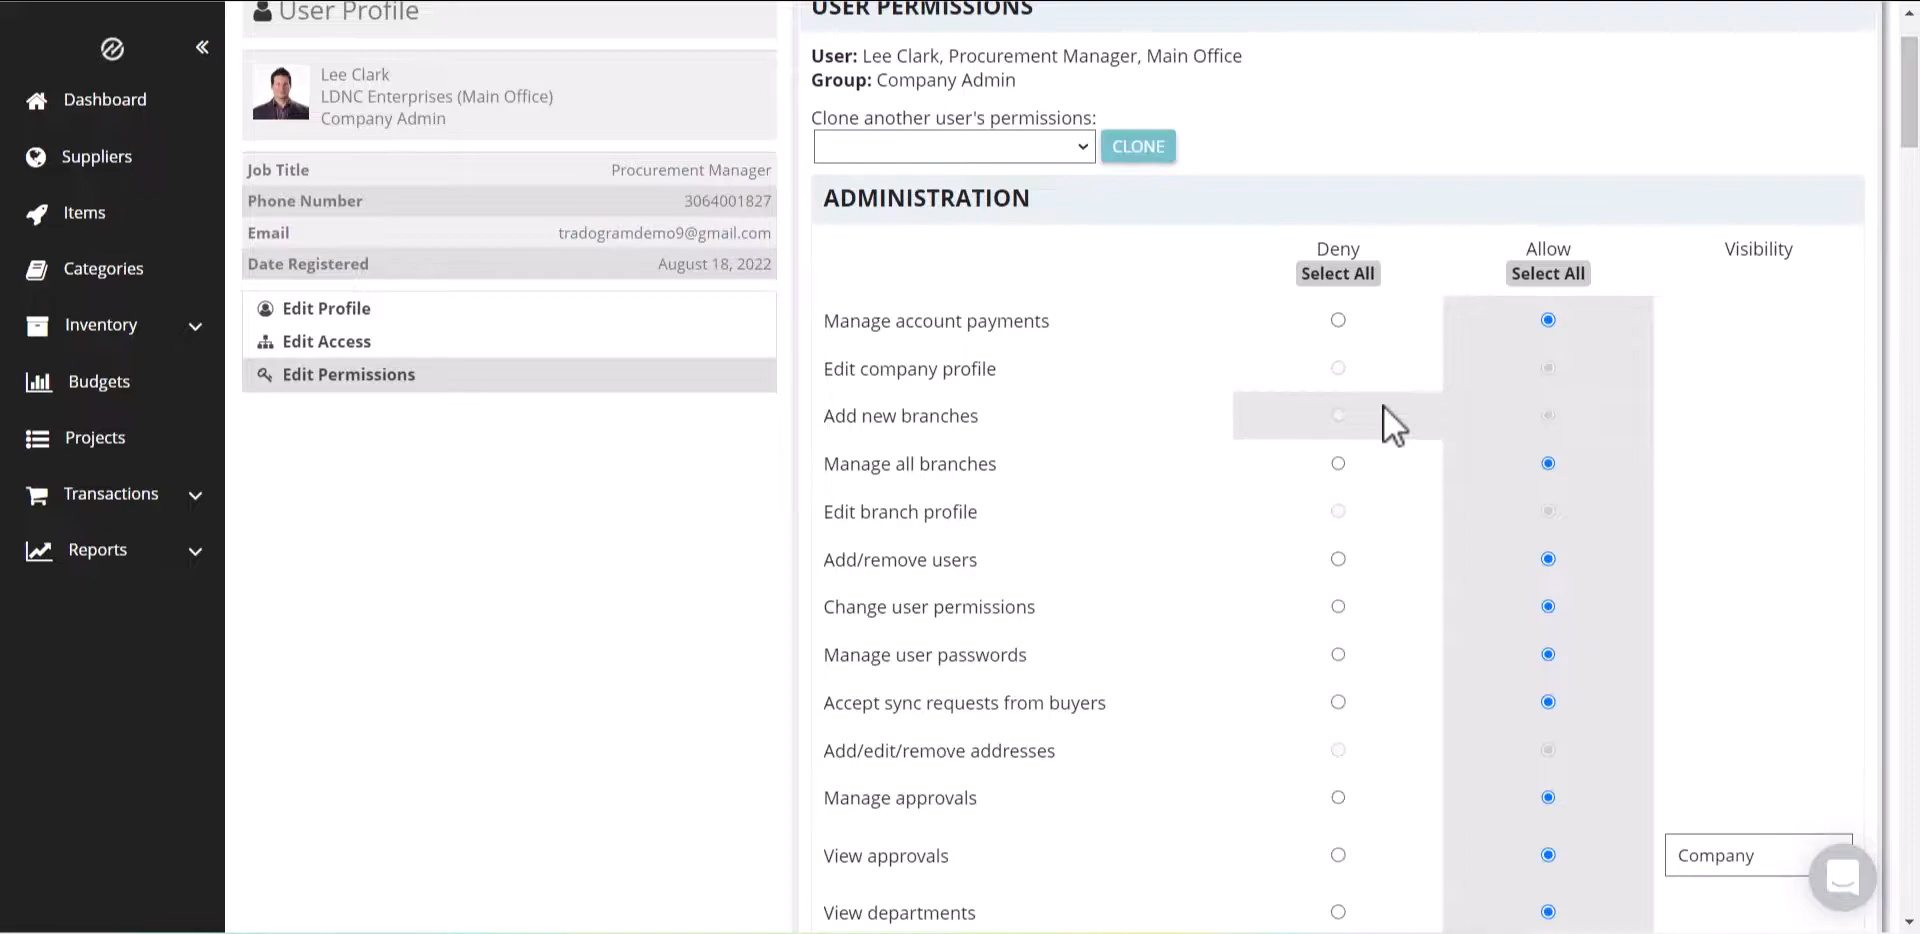 Dashboard
Suppliers
Items
Categories
Inventory
Budgets
Projects
Transactions
Reports
User Profile
Lee Clark
LDNC Enterprises (Main Office)
Company Admin
Job Title Procurement Manager
Phone Number 3064001827
Email tradogramdemo9@gmail.com
Date Registered August 18, 2022
Edit Profile
Edit Access
Edit Permissions
USER PERMISSIONS
User: Lee Clark, Procurement Manager, Main Office
Group: Company Admin
Clone another user's permissions:
CLONE
ADMINISTRATION
Deny Allow Visibility
Select All Select All
Manage account payments
Edit company profile
Add new branches
Manage all branches
Edit branch profile
Add/remove users
Change user permissions
Manage user passwords
Accept sync requests from buyers
Add/edit/remove addresses
Manage approvals
View approvals Company
View departments